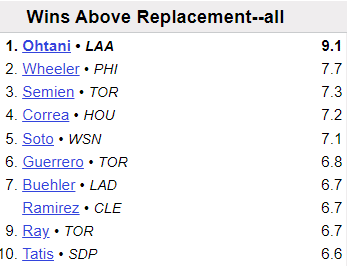 Wins Above Replacement--all
1. Ohtani • LAA 9.1
2. Wheeler • PHI 7.7
3. Semien • TOR 7.3
4. Correa • HOU 7.2
5. Soto • WSN 7.1
6. Guerrero • TOR 6.8
7. Buehler • LAD 6.7
Ramirez • CLE 6.7
9. Ray • TOR 6.7
10. Tatis • SDP 6.6